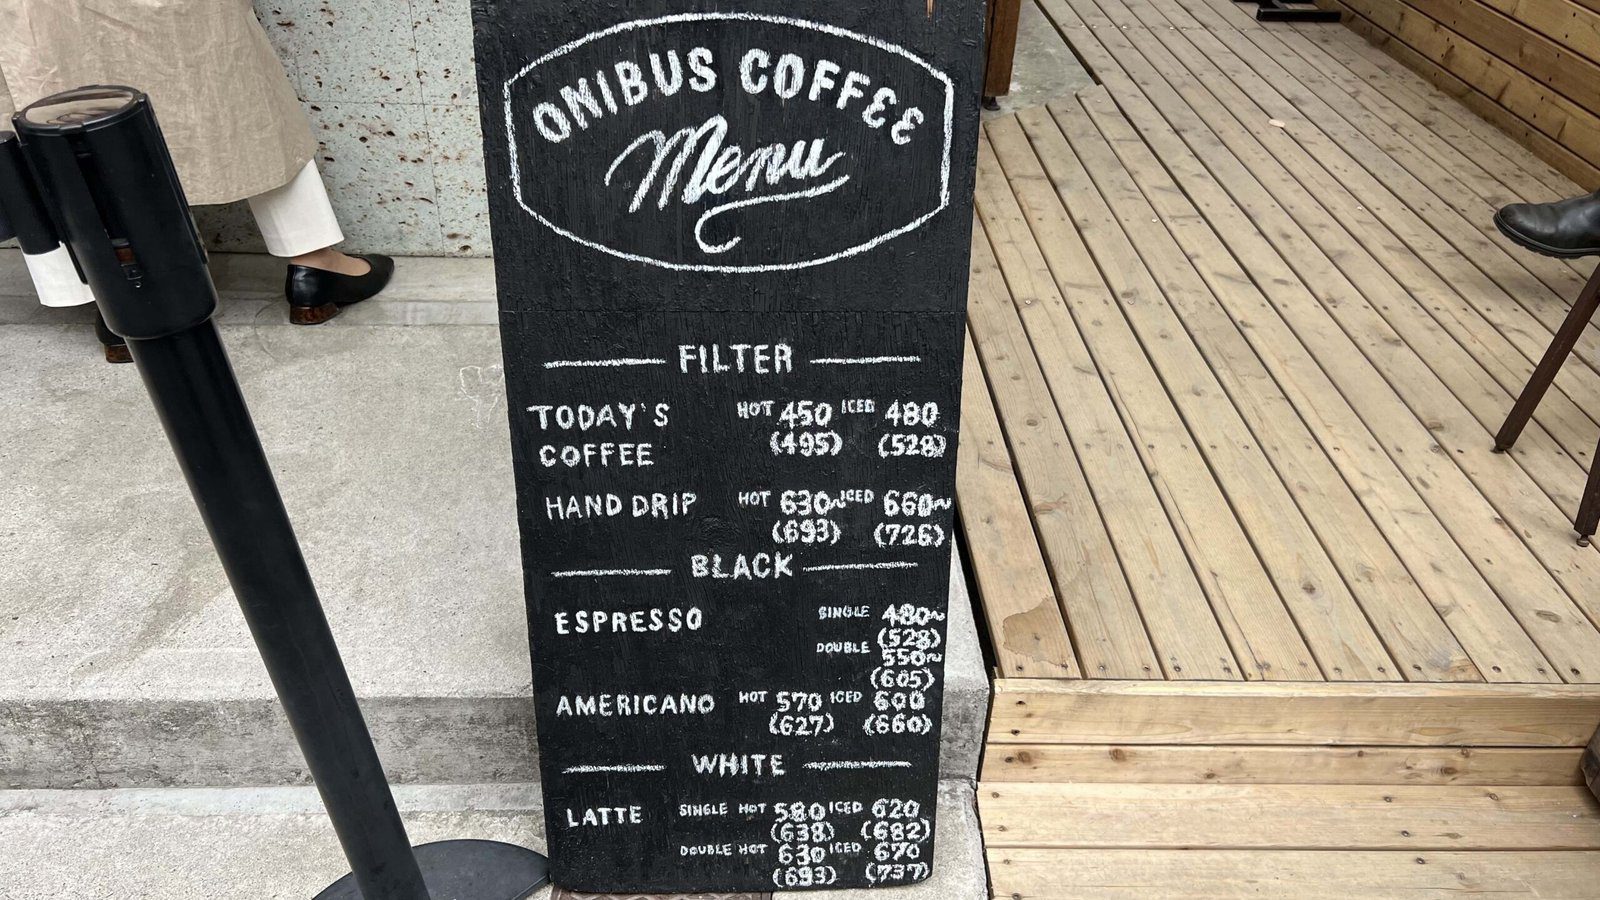 ONIBUS COFFEE
Menu
FILTER
TODAY'S HOT 450 ICED 480
COFFEE (495) (528)
HAND DRIP HOT 630~ ICED 660~
(693) (726)
BLACK
ESPRESSO SINGLE 480~
(528)
DOUBLE 550~
(605)
AMERICANO HOT 570 ICED 600
(627) (660)
WHITE
LATTE SINGLE HOT 580 ICED 620
(638) (682)
DOUBLE HOT 630 ICED 670
(693) (737)